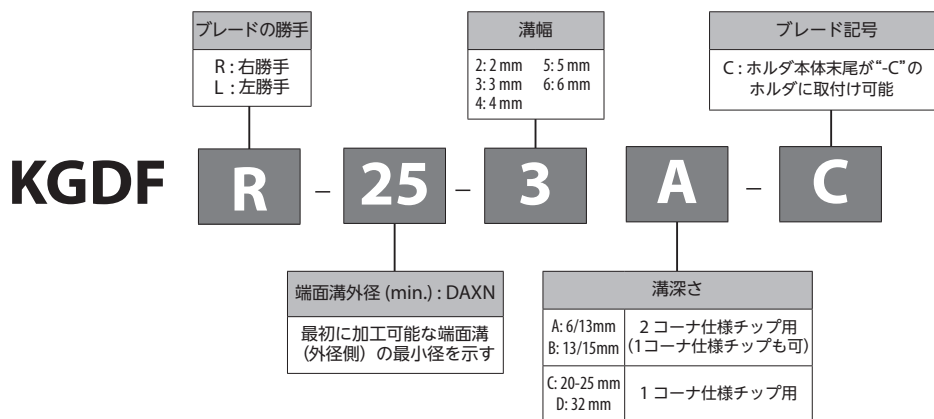 ブレードの勝手
R : 右勝手
L : 左勝手
溝幅
2: 2 mm 5: 5 mm
3: 3 mm 6: 6 mm
4: 4 mm
ブレード記号
C : ホルダ本体末尾が“-C”の
ホルダに取付け可能
KGDF R – 25 – 3 A – C
端面溝外径 (min.) : DAXN
最初に加工可能な端面溝
（外径側）の最小径を示す
溝深さ
A: 6/13mm
B: 13/15mm
2 コーナ仕様チップ用
(1コーナ仕様チップも可)
C: 20-25 mm
D: 32 mm
1 コーナ仕様チップ用